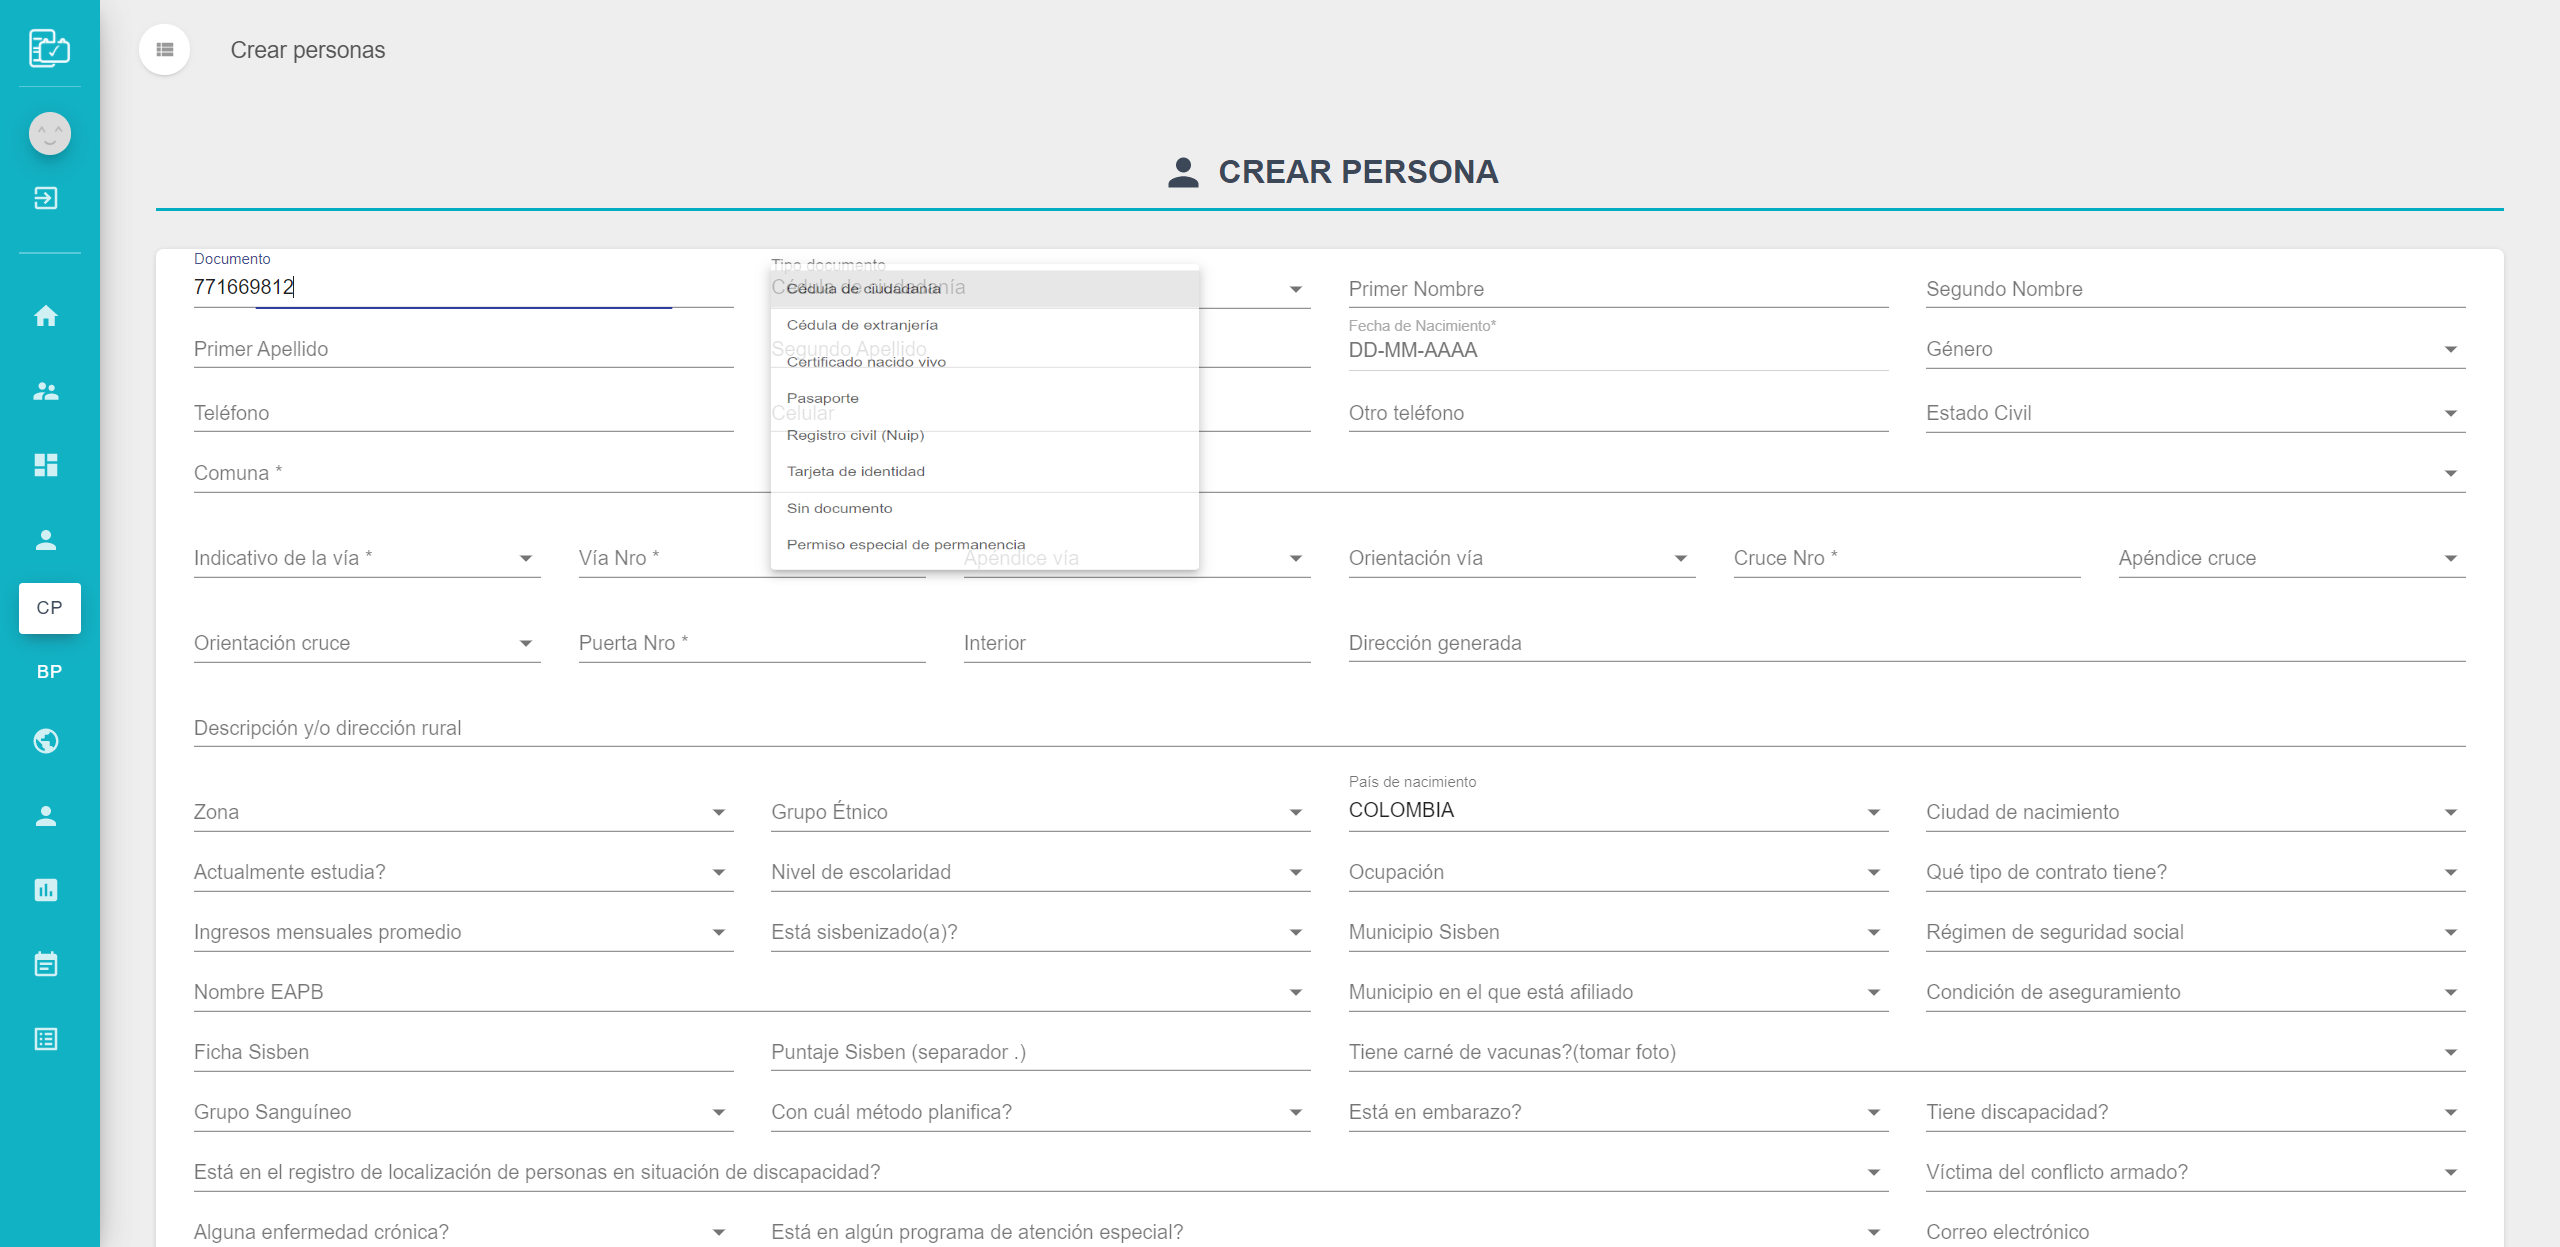 Crear personas
CREAR PERSONA
Documento
771669812
Tipo documento
Cédula de ciudadanía
Primer Nombre
Segundo Nombre
Cédula de ciudadanía
Cédula de extranjería
Certificado nacido vivo
Pasaporte
Registro civil (Nuip)
Tarjeta de identidad
Sin documento
Permiso especial de permanencia
Primer Apellido
Segundo Apellido
Fecha de Nacimiento*
DD-MM-AAAA
Género
Teléfono
Celular
Otro teléfono
Estado Civil
Comuna *
Indicativo de la vía *
Vía Nro *
Apéndice vía
Orientación vía
Cruce Nro *
Apéndice cruce
CP
Orientación cruce
Puerta Nro *
Interior
Dirección generada
BP
Descripción y/o dirección rural
Zona
Grupo Étnico
País de nacimiento
COLOMBIA
Ciudad de nacimiento
Actualmente estudia?
Nivel de escolaridad
Ocupación
Qué tipo de contrato tiene?
Ingresos mensuales promedio
Está sisbenizado(a)?
Municipio Sisben
Régimen de seguridad social
Nombre EAPB
Municipio en el que está afiliado
Condición de aseguramiento
Ficha Sisben
Puntaje Sisben (separador .)
Tiene carné de vacunas?(tomar foto)
Grupo Sanguíneo
Con cuál método planifica?
Está en embarazo?
Tiene discapacidad?
Está en el registro de localización de personas en situación de discapacidad?
Víctima del conflicto armado?
Alguna enfermedad crónica?
Está en algún programa de atención especial?
Correo electrónico